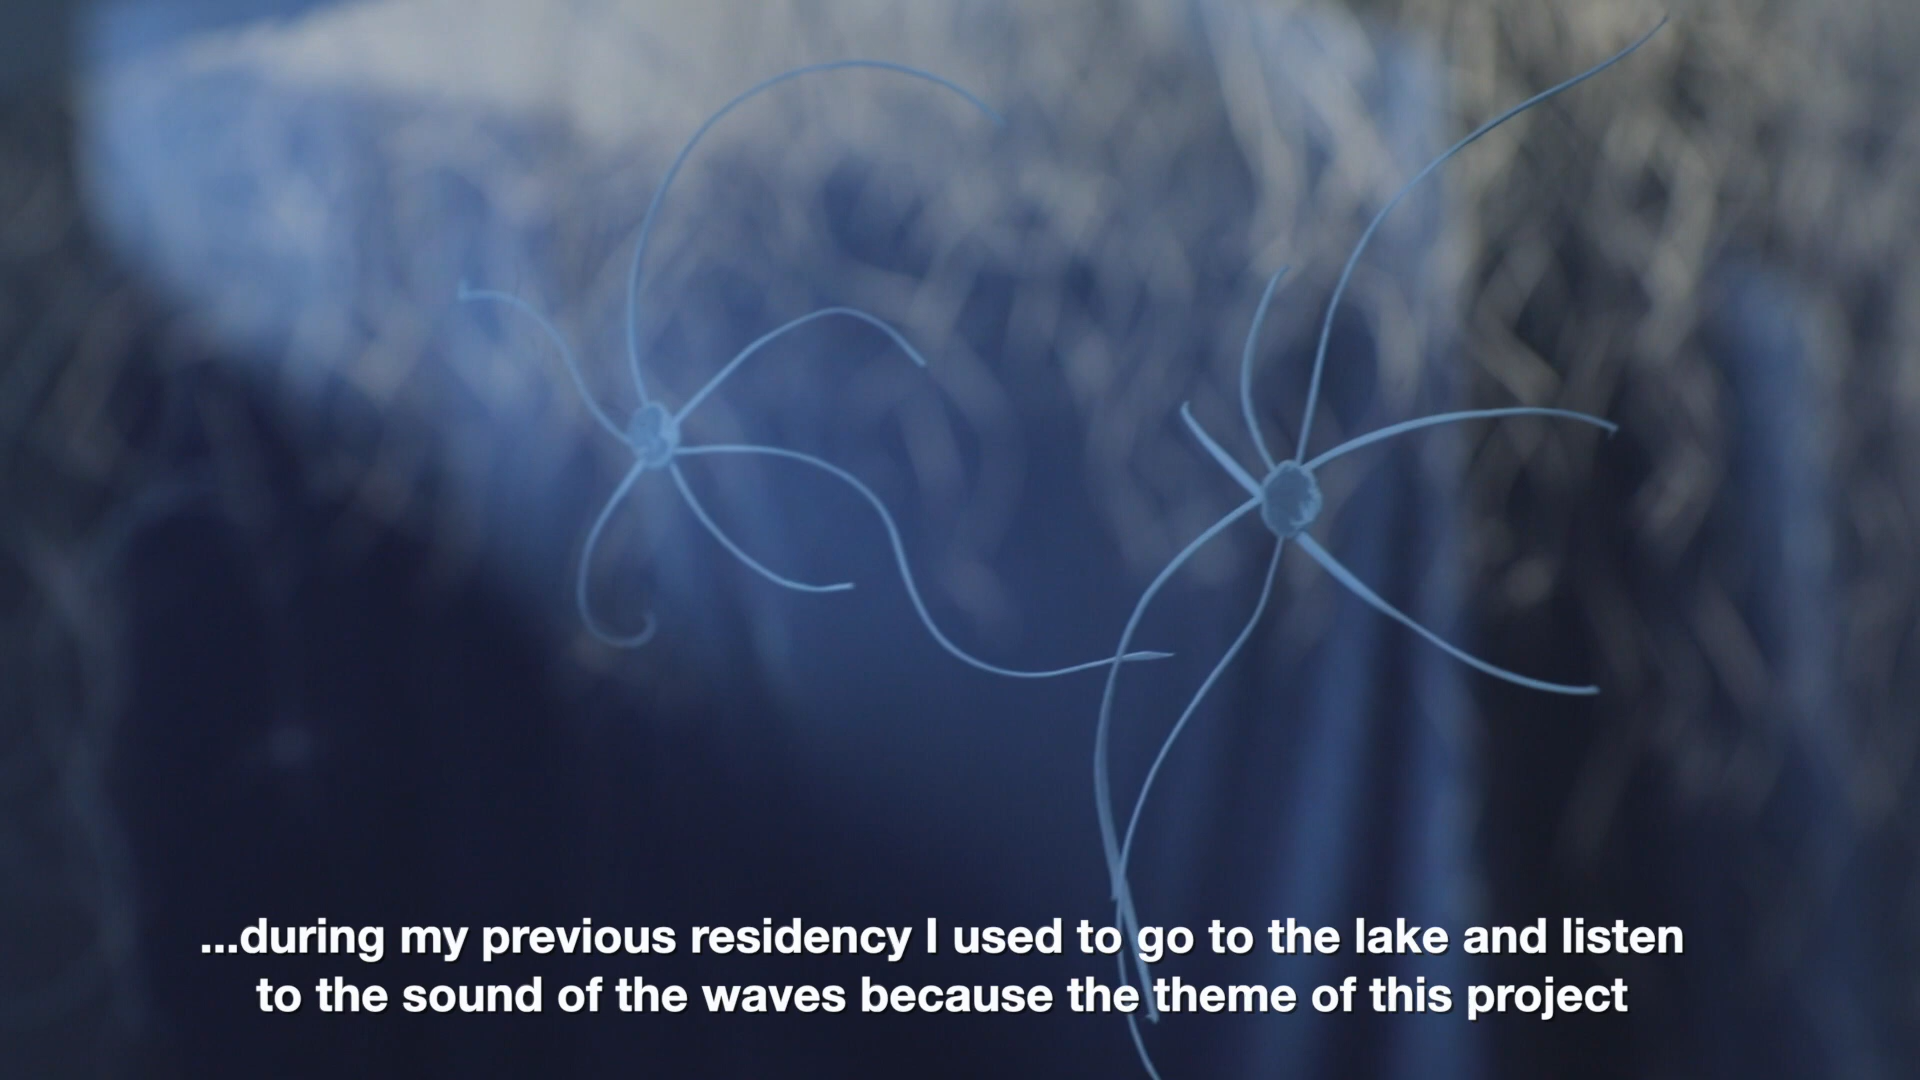 ...during my previous residency I used to go to the lake and listen
to the sound of the waves because the theme of this project